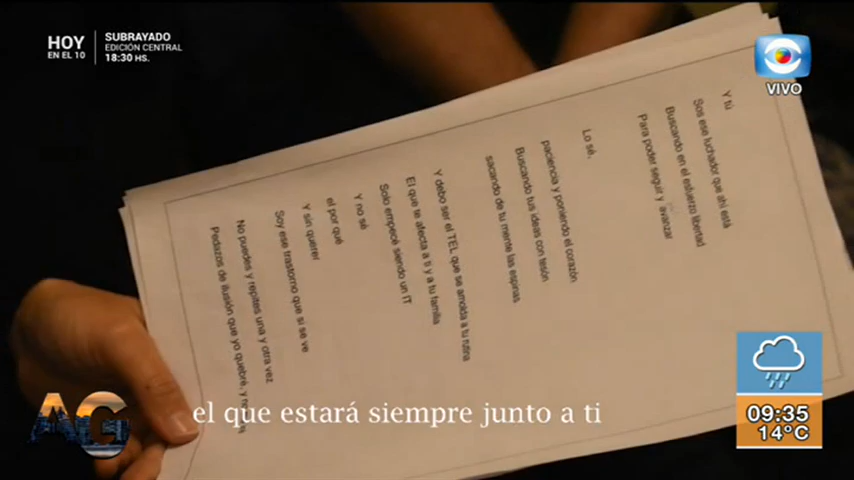 HOY
EN EL 10
SUBRAYADO
EDICIÓN CENTRAL
18:30 HS.
VIVO
Y tú
Sos ese luchador que ahí está
Buscando en el esfuerzo libertad
Para poder seguir y avanzar
Lo sé,
paciencia y poniendo el corazón
Buscando tus ideas con tesón
sacando de tu mente las espinas
Y debo ser el TEL que se amolda a tu rutina
El que te afecta a ti y a tu familia
Solo empecé siendo un IT
Y no sé
el por qué
Y sin querer
Soy ese trastorno que sí se ve
No puedes y repites una y otra vez
Pedazos de ilusión que yo quebré, y
el que estará siempre junto a ti
AG
09:35
14°C